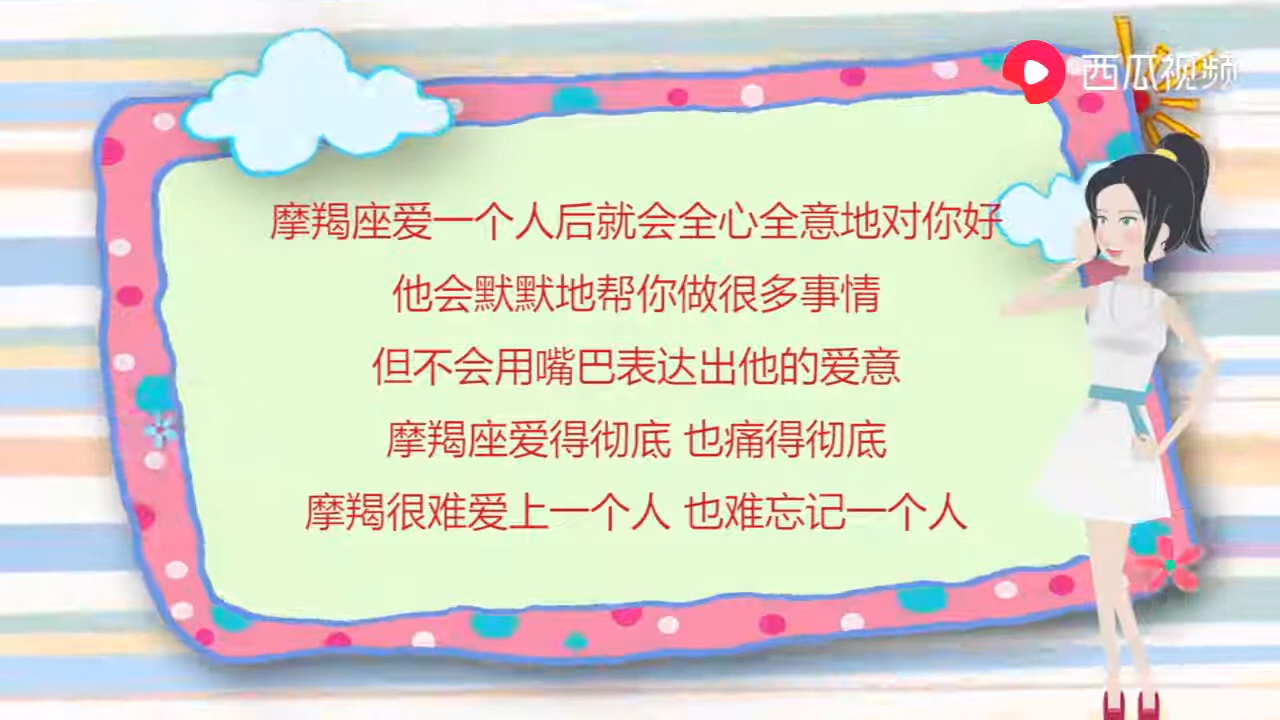 西瓜视频
摩羯座爱一个人后就会全心全意地对你好
他会默默地帮你做很多事情
但不会用嘴巴表达出他的爱意
摩羯座爱得彻底 也痛得彻底
摩羯很难爱上一个人 也难忘记一个人